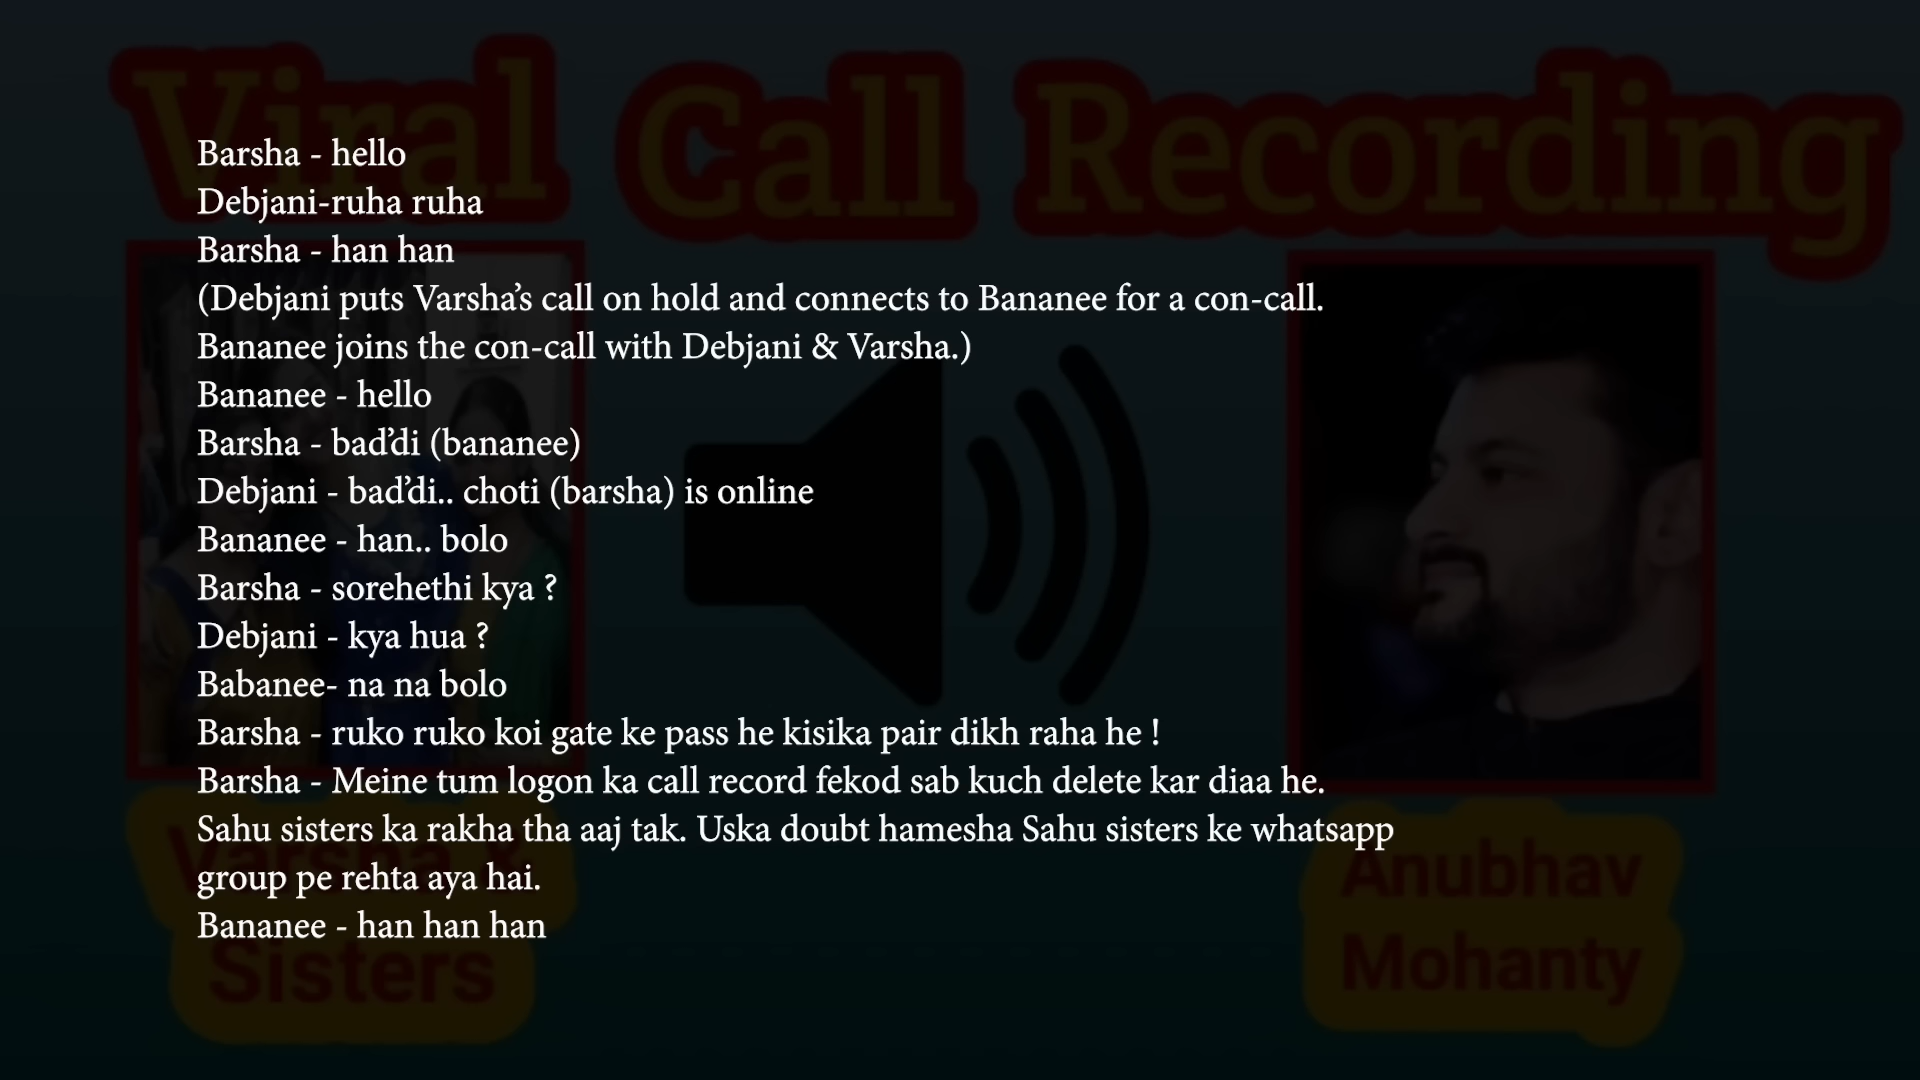 Viral Call Recording
Barsha - hello
Debjani-ruha ruha
Barsha - han han
(Debjani puts Varsha’s call on hold and connects to Bananee for a con-call.
Bananee joins the con-call with Debjani & Varsha.)
Bananee - hello
Barsha - bad’di (bananee)
Debjani - bad’di.. choti (barsha) is online
Bananee - han.. bolo
Barsha - sorehethi kya ?
Debjani - kya hua ?
Babanee- na na bolo
Barsha - ruko ruko koi gate ke pass he kisika pair dikh raha he !
Barsha - Meine tum logon ka call record fekod sab kuch delete kar diaa he.
Sahu sisters ka rakha tha aaj tak. Uska doubt hamesha Sahu sisters ke whatsapp
group pe rehta aya hai.
Bananee - han han han
Varsha
Sisters
Anubhav
Mohanty